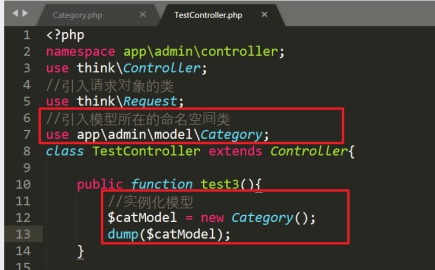 Category.php × TestController.php ×
1 <?php
2 namespace app\admin\controller;
3 use think\Controller;
4 //引入请求对象的类
5 use think\Request;
6 //引入模型所在的命名空间类
7 use app\admin\model\Category;
8 class TestController extends Controller{
9
10 public function test3(){
11 //实例化模型
12 $catModel = new Category();
13 dump($catModel);
14 }
15